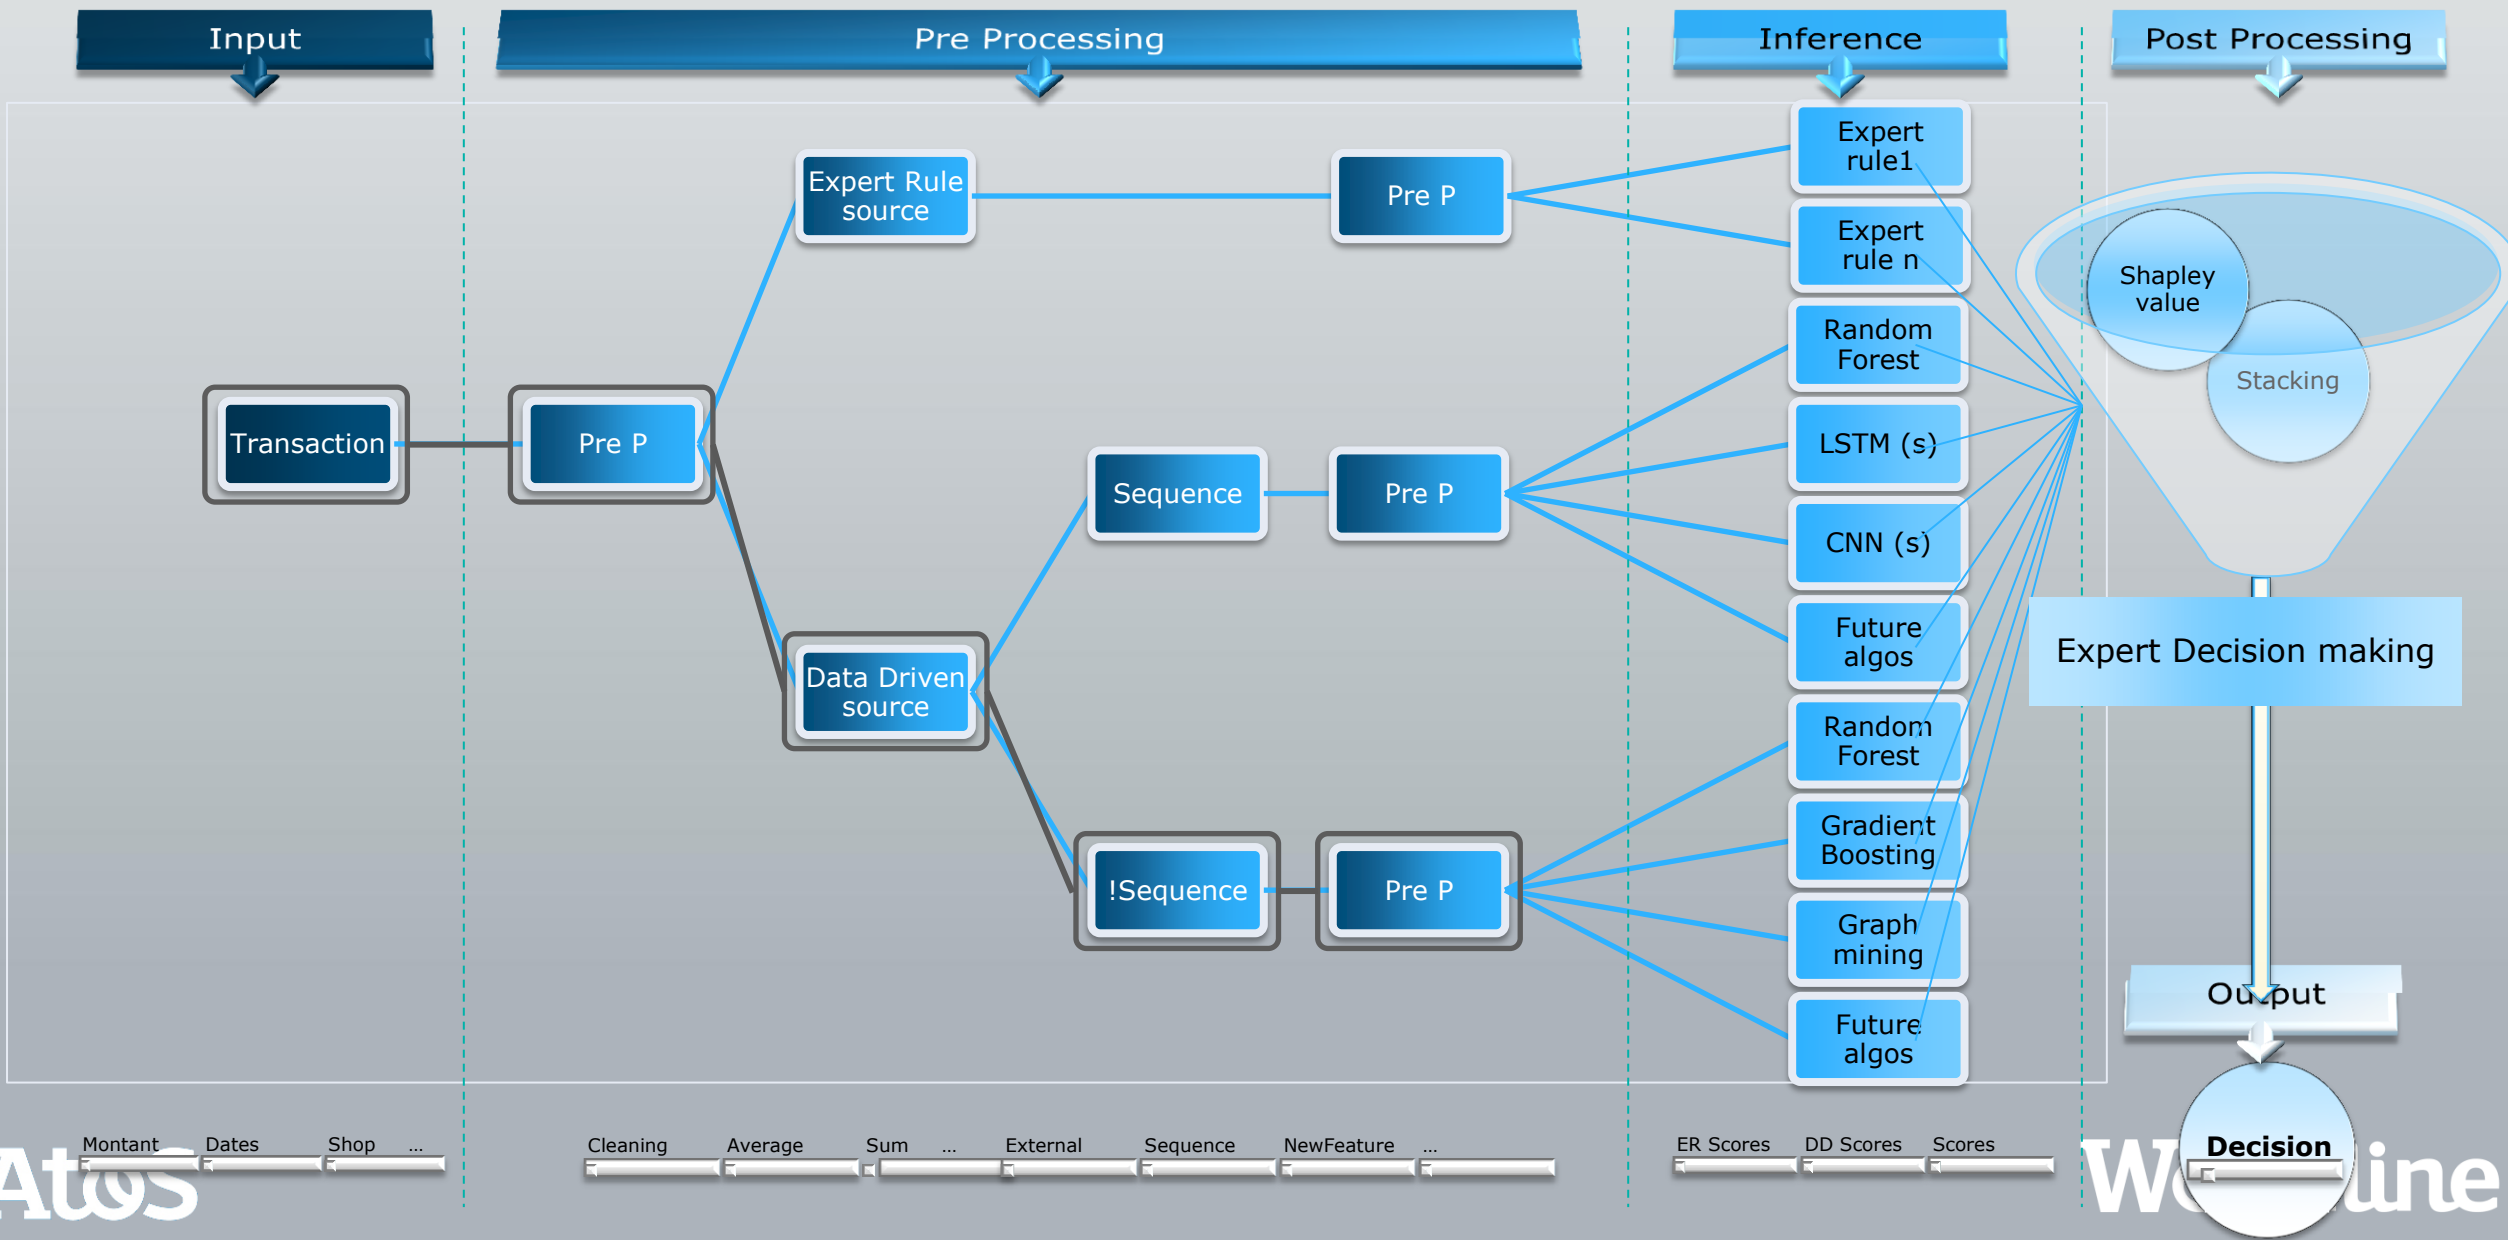 Input
Pre Processing
Inference
Post Processing
Transaction
Pre P
Expert Rule
source
Pre P
Data Driven
source
Sequence
Pre P
!Sequence
Pre P
Expert
rule1
Expert
rule n
Random
Forest
LSTM (s)
CNN (s)
Future
algos
Random
Forest
Gradient
Boosting
Graph
mining
Future
algos
Shapley
value
Stacking
Expert Decision making
Output
Decision
Montant Dates Shop ...
Cleaning Average Sum ... External Sequence NewFeature ...
ER Scores DD Scores Scores
Atos